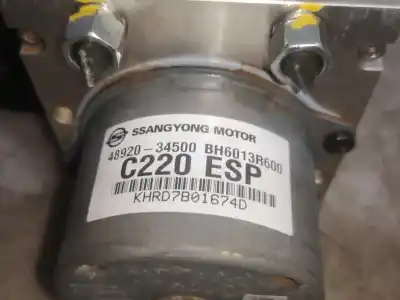 SSANGYONG MOTOR
48920-34500 BH6013R600
C220 ESP
KHRD7B01674D